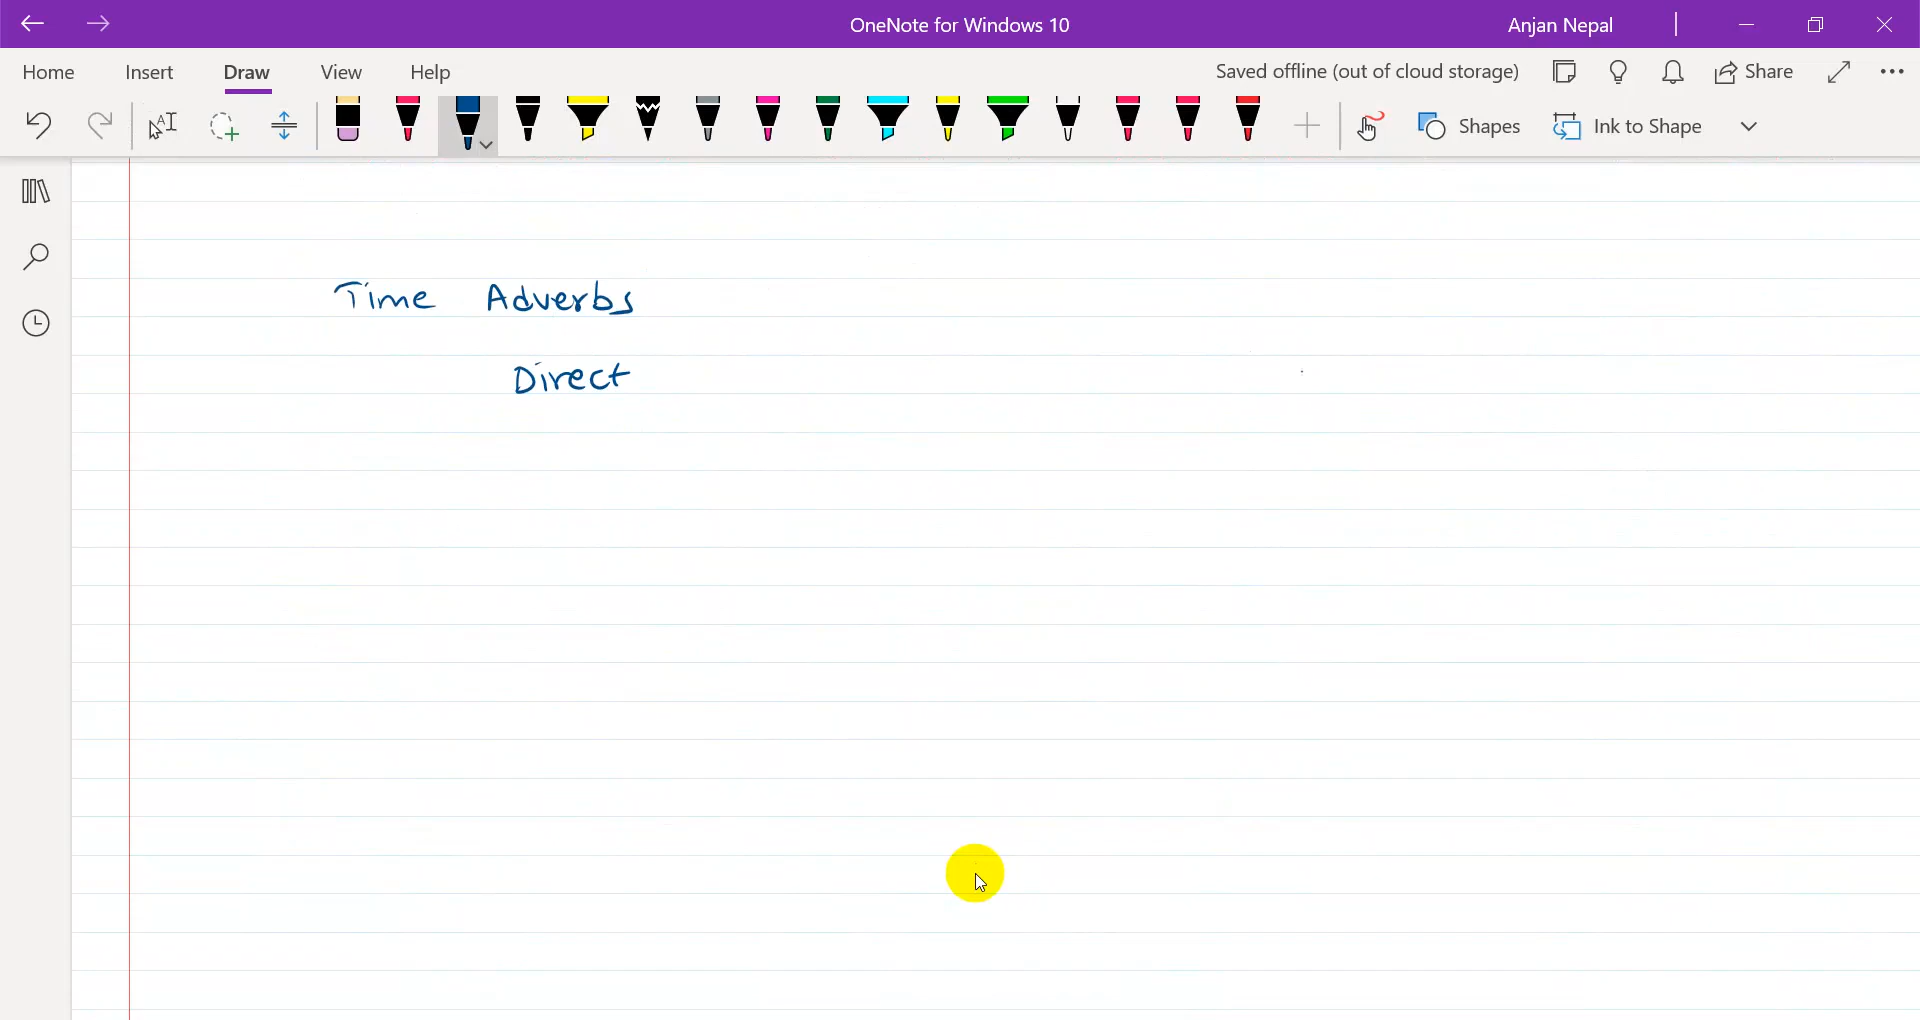 OneNote for Windows 10
Anjan Nepal
Home Insert Draw View Help
Saved offline (out of cloud storage)
Share
Shapes
Ink to Shape
Time Adverbs
Direct